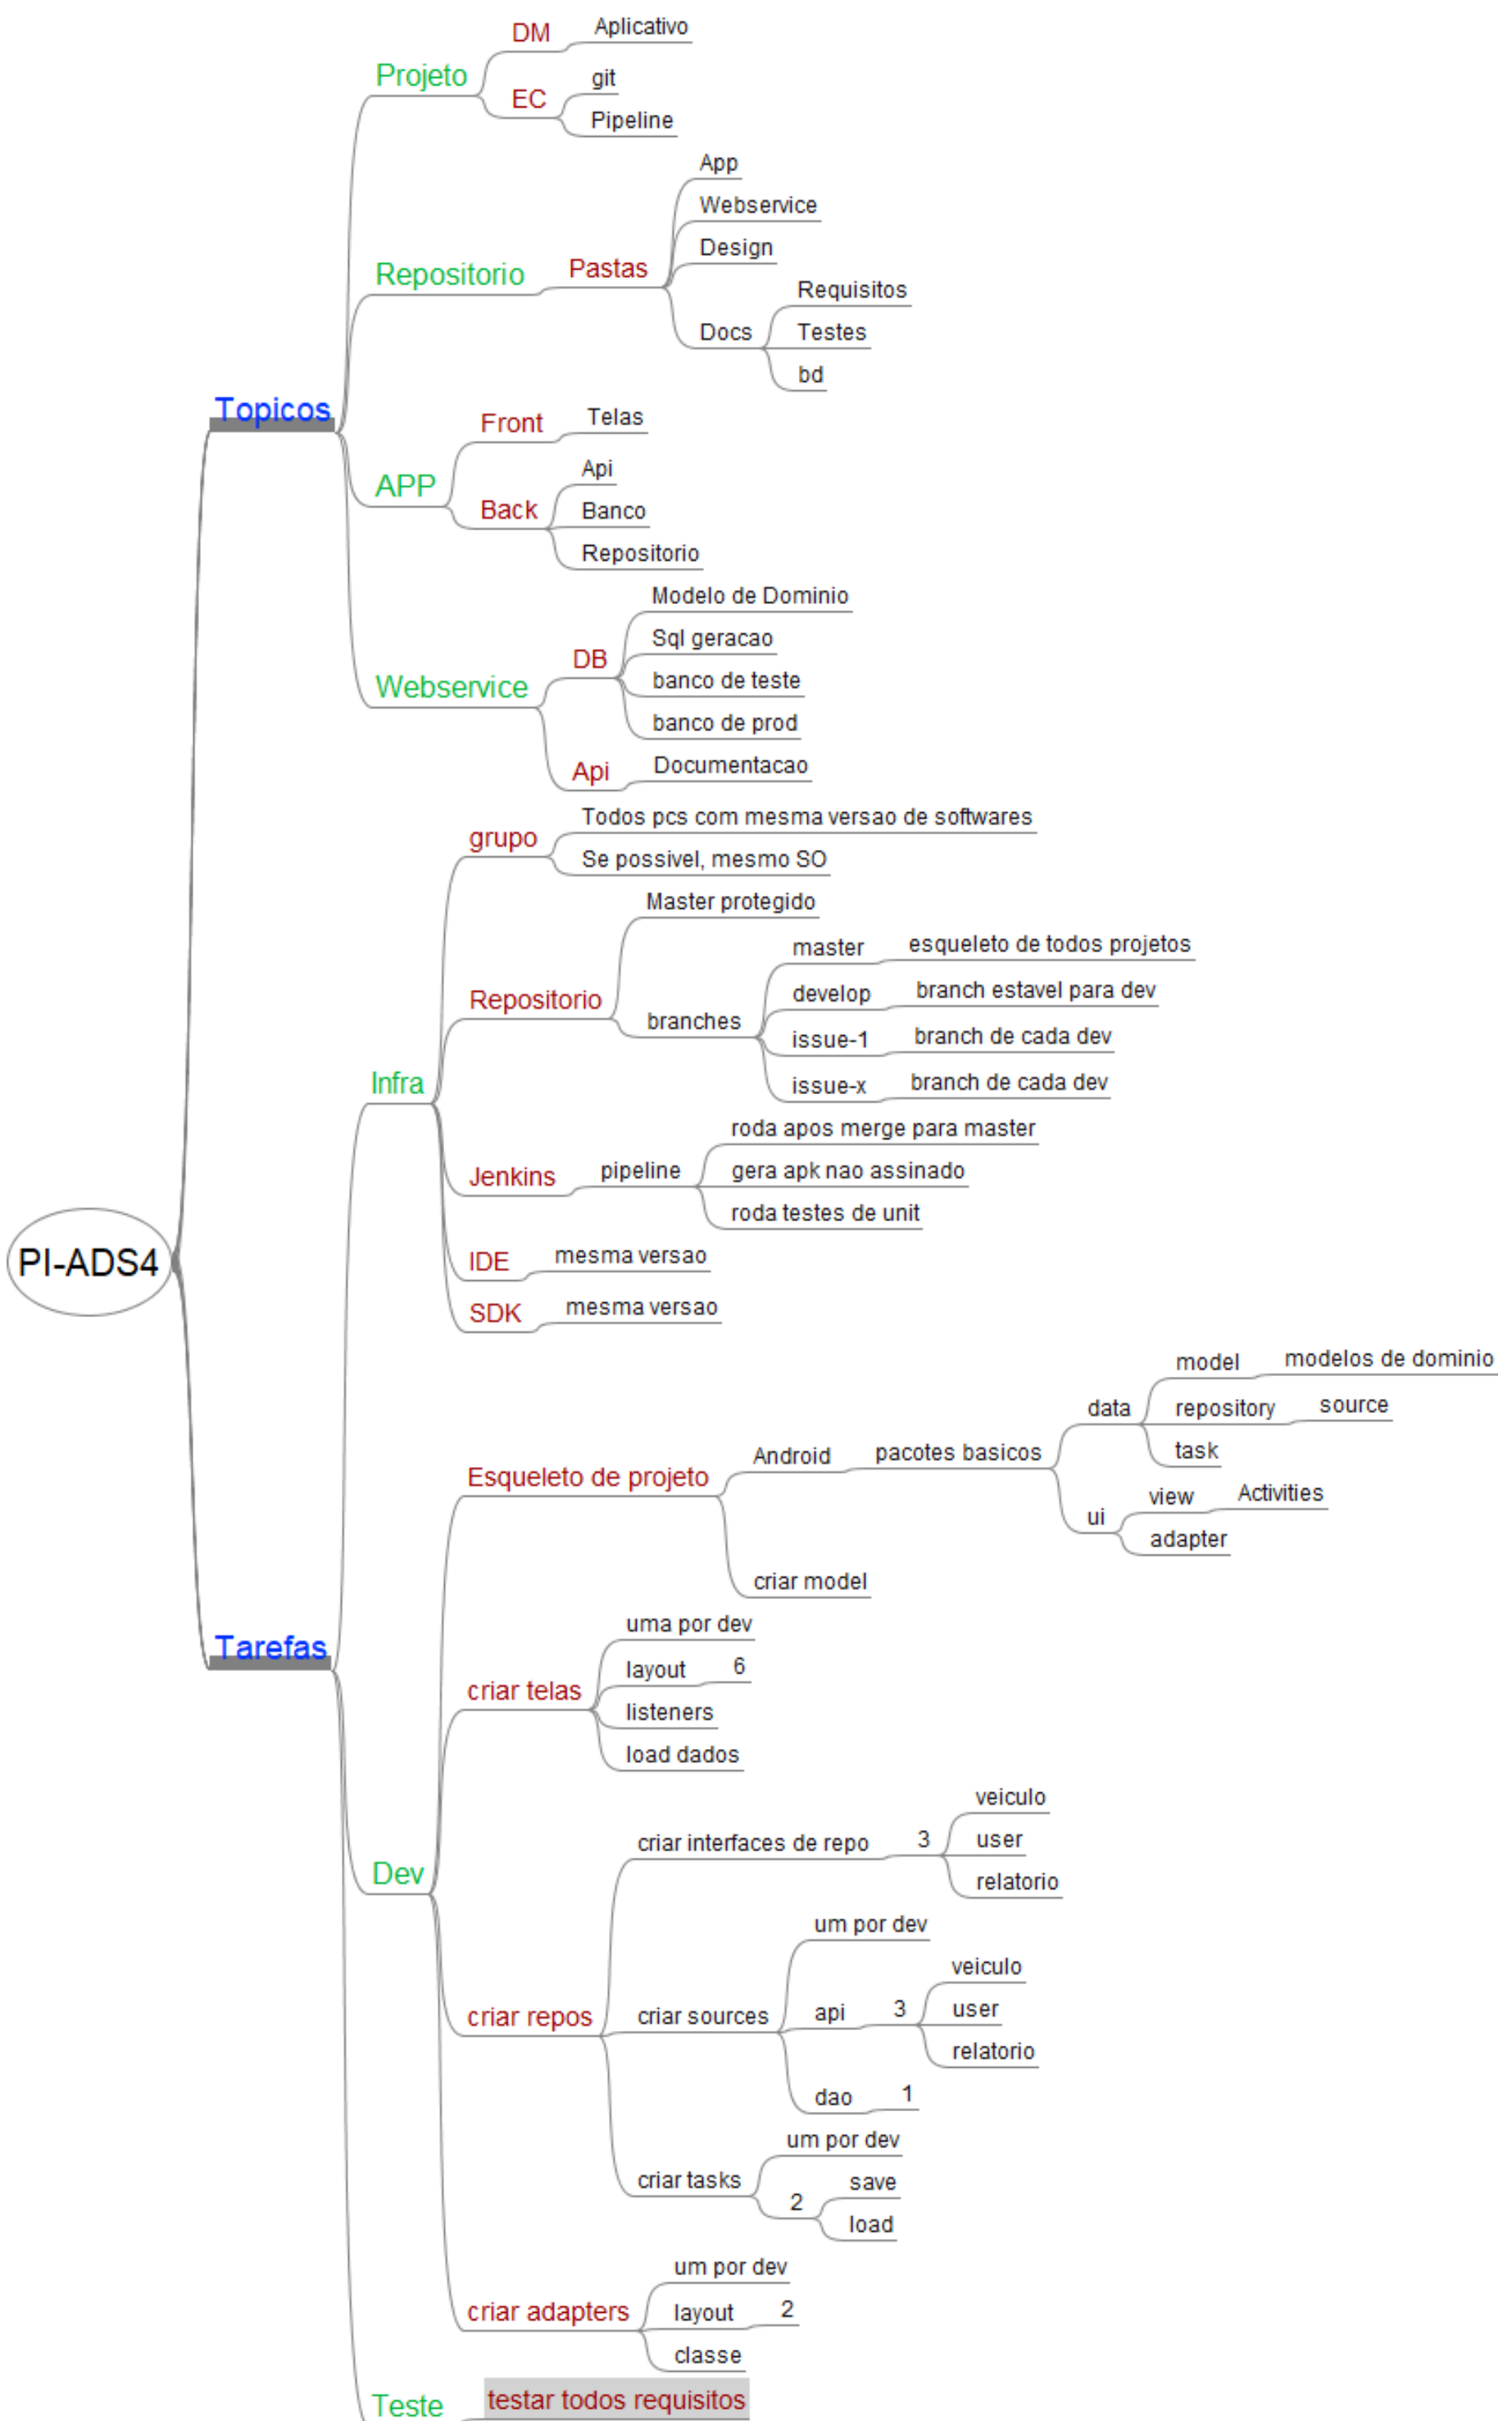 PI-ADS4
Topicos
Projeto
DM
Aplicativo
EC
git
Pipeline
Repositorio
Pastas
App
Webservice
Design
Docs
Requisitos
Testes
bd
APP
Front
Telas
Back
Api
Banco
Repositorio
Webservice
DB
Modelo de Dominio
Sql geracao
banco de teste
banco de prod
Api
Documentacao
Tarefas
Infra
grupo
Todos pcs com mesma versao de softwares
Se possivel, mesmo SO
Repositorio
Master protegido
branches
master
esqueleto de todos projetos
develop
branch estavel para dev
issue-1
branch de cada dev
issue-x
branch de cada dev
Jenkins
pipeline
roda apos merge para master
gera apk nao assinado
roda testes de unit
IDE
mesma versao
SDK
mesma versao
Dev
Esqueleto de projeto
Android
pacotes basicos
data
model
modelos de dominio
repository
source
task
ui
view
Activities
adapter
criar model
criar telas
uma por dev
layout
6
listeners
load dados
criar repos
criar interfaces de repo
3
veiculo
user
relatorio
criar sources
um por dev
api
3
veiculo
user
relatorio
dao
1
criar tasks
um por dev
2
save
load
criar adapters
um por dev
layout
2
classe
Teste
testar todos requisitos